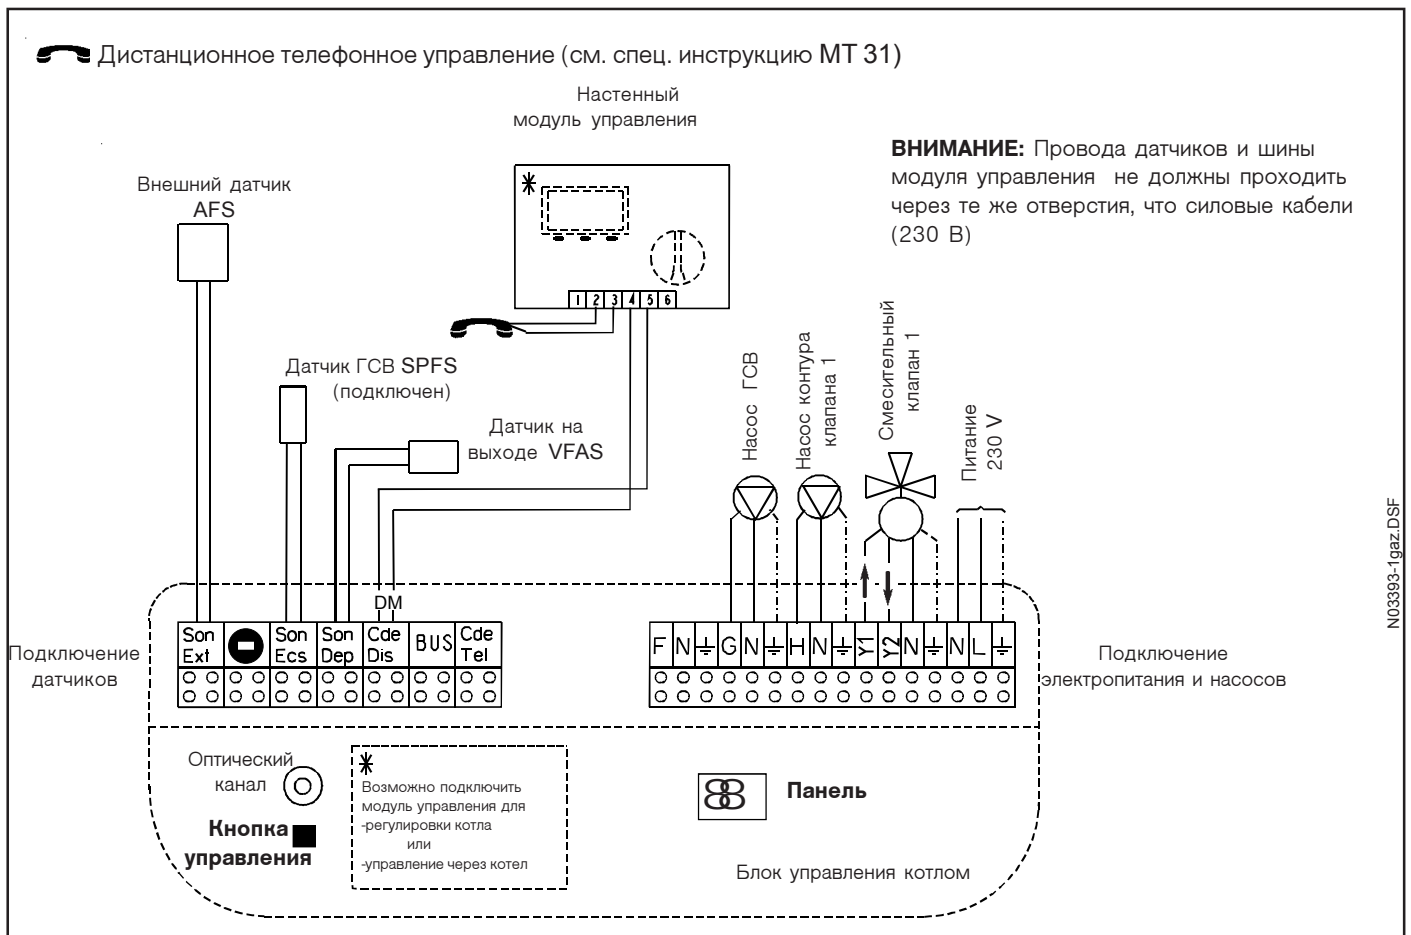 Дистанционное телефонное управление (см. спец. инструкцию МТ 31)
Настенный
модуль управления
ВНИМАНИЕ: Провода датчиков и шины
модуля управления не должны проходить
через те же отверстия, что силовые кабели
(230 В)
Внешний датчик
AFS
1 2 3 4 5 6
Датчик ГСВ SPFS
(подключен)
Датчик на
выходе VFAS
Насос ГСВ
Насос контура
клапана 1
Смесительный
клапан 1
Питание
230 V
N03393-1gaz.DSF
DM
Son
Ext
Son
Ecs
Son
Dep
Cde
Dis
BUS
Cde
Tel
F N G N H N Y1 Y2 N N L
Подключение
датчиков
Подключение
электропитания и насосов
Оптический
канал
Кнопка
управления
Возможно подключить
модуль управления для
-регулировки котла
или
-управление через котел
Панель
Блок управления котлом